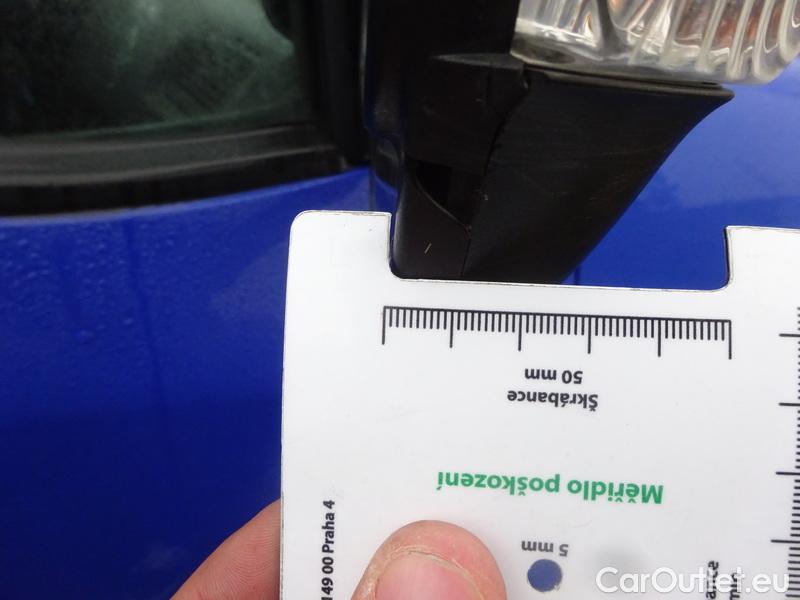 50 mm
Škrábance
Měřidlo poškození
5 mm
149 00 Praha 4
CarOutlet.eu